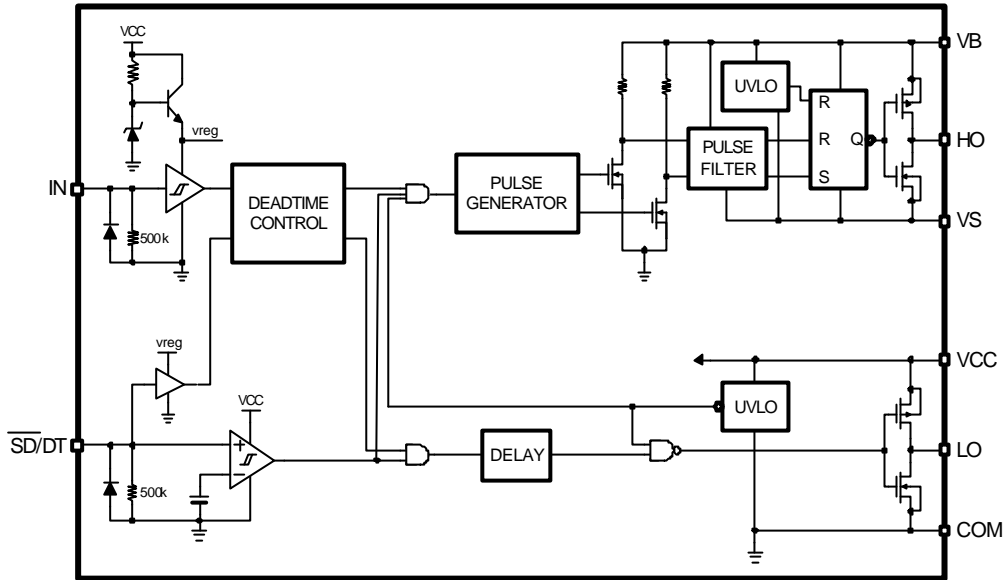 VCC
VB
UVLO
R
vreg
R
Q
HO
PULSE
FILTER
S
IN
DEADTIME
CONTROL
PULSE
GENERATOR
500k
VS
vreg
VCC
VCC
UVLO
SD/DT
+
DELAY
LO
−
500k
COM